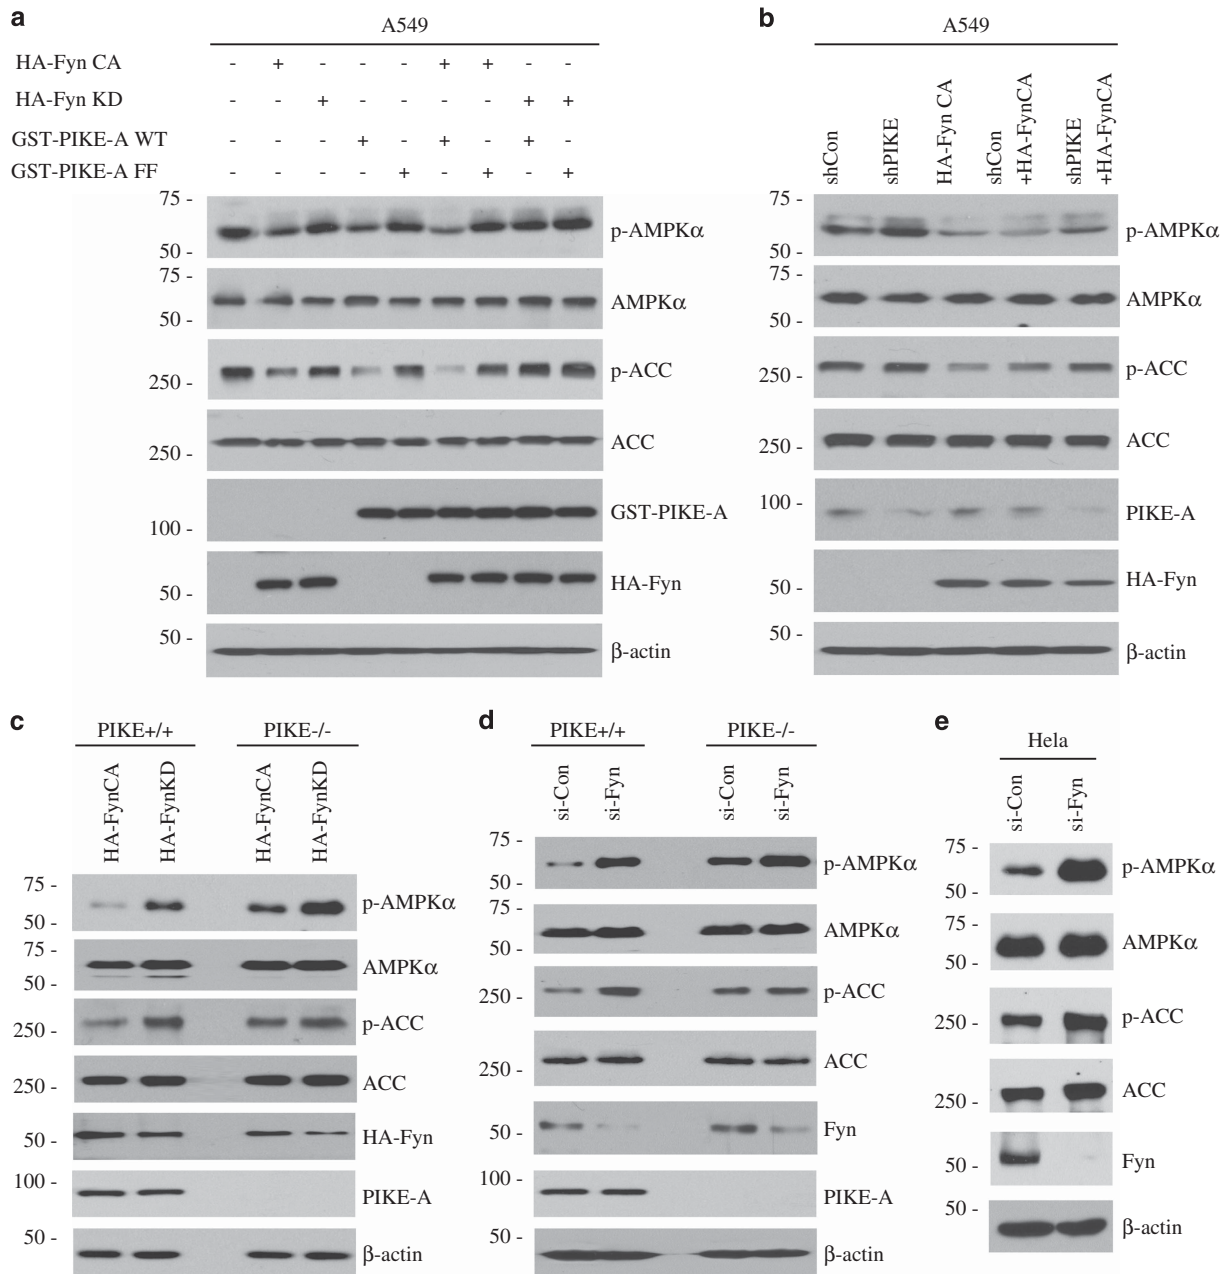 a
A549
HA-Fyn CA - + - - - + + - -
HA-Fyn KD - - + - - - - + +
GST-PIKE-A WT - - - + - + - + -
GST-PIKE-A FF - - - - + - + - +
75 -
50 -
p-AMPKα
75 -
50 -
AMPKα
250 -
p-ACC
250 -
ACC
100 -
GST-PIKE-A
50 -
HA-Fyn
50 -
β-actin
b
A549
shCon
shPIKE
HA-Fyn CA
shCon
+HA-FynCA
shPIKE
+HA-FynCA
75 -
50 -
p-AMPKα
75 -
50 -
AMPKα
250 -
p-ACC
250 -
ACC
100 -
PIKE-A
50 -
HA-Fyn
50 -
β-actin
c
PIKE+/+ PIKE-/-
HA-FynCA
HA-FynKD
HA-FynCA
HA-FynKD
75 -
50 -
p-AMPKα
75 -
50 -
AMPKα
250 -
p-ACC
250 -
ACC
50 -
HA-Fyn
100 -
PIKE-A
50 -
β-actin
d
PIKE+/+ PIKE-/-
si-Con
si-Fyn
si-Con
si-Fyn
75 -
50 -
p-AMPKα
75 -
50 -
AMPKα
250 -
p-ACC
250 -
ACC
50 -
Fyn
100 -
PIKE-A
50 -
β-actin
e
Hela
si-Con
si-Fyn
75 -
50 -
p-AMPKα
75 -
50 -
AMPKα
250 -
p-ACC
250 -
ACC
50 -
Fyn
50 -
β-actin